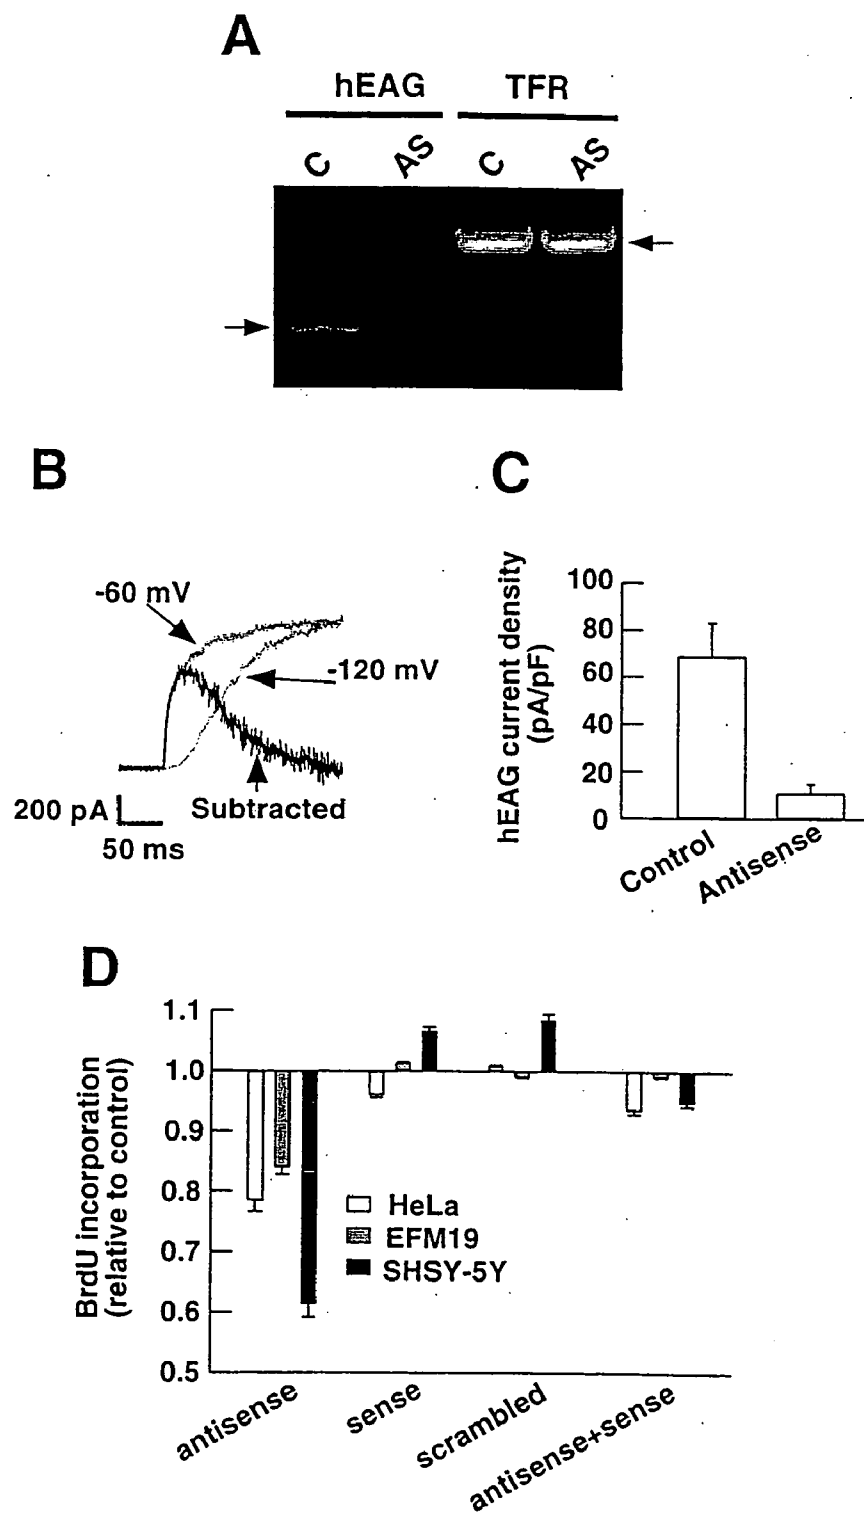 A
hEAG TFR
C AS C AS
B
C
-60 mV
-120 mV
Subtracted
200 pA
50 ms
hEAG current density
(pA/pF)
100
80
60
40
20
0
Control Antisense
D
BrdU incorporation
(relative to control)
1.1
1.0
0.9
0.8
0.7
0.6
0.5
HeLa
EFM19
SHSY-5Y
antisense sense scrambled antisense+sense